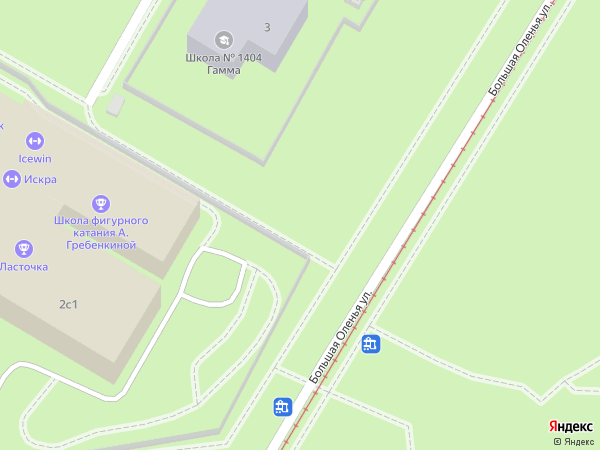 Большая Оленья ул.
3
Школа № 1404
Гамма
Icewin
Искра
Школа фигурного
катания А.
Гребенкиной
Ласточка
2с1
Большая Оленья ул.
Яндекс
© Яндекс